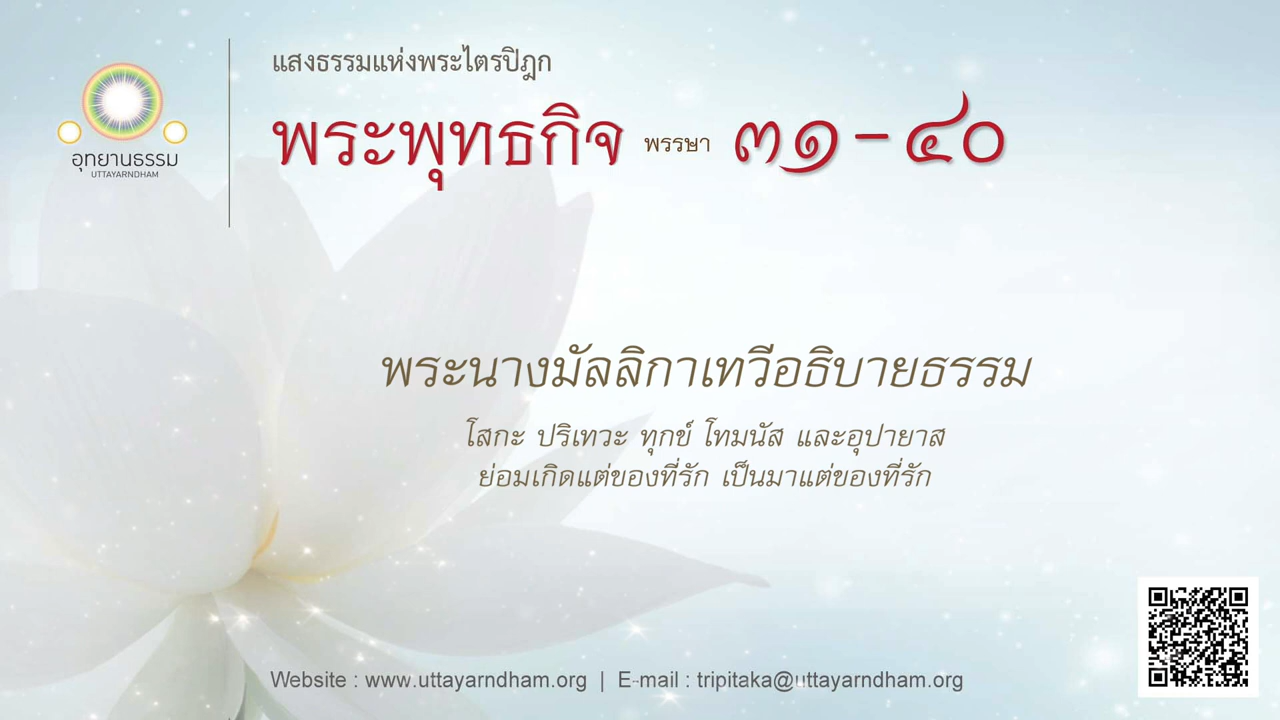 แสงธรรมแห่งพระไตรปิฎก
พระพุทธกิจ พรรษา ๓๑ - ๔๐
อุทยานธรรม
UTTAYARNDHAM
พระนางมัลลิกาเทวีอธิบายธรรม
โสกะ ปริเทวะ ทุกข์ โทมนัส และอุปายาส
ย่อมเกิดแต่ของที่รัก เป็นมาแต่ของที่รัก
Website : www.uttayarndham.org | E-mail : tripitaka@uttayarndham.org